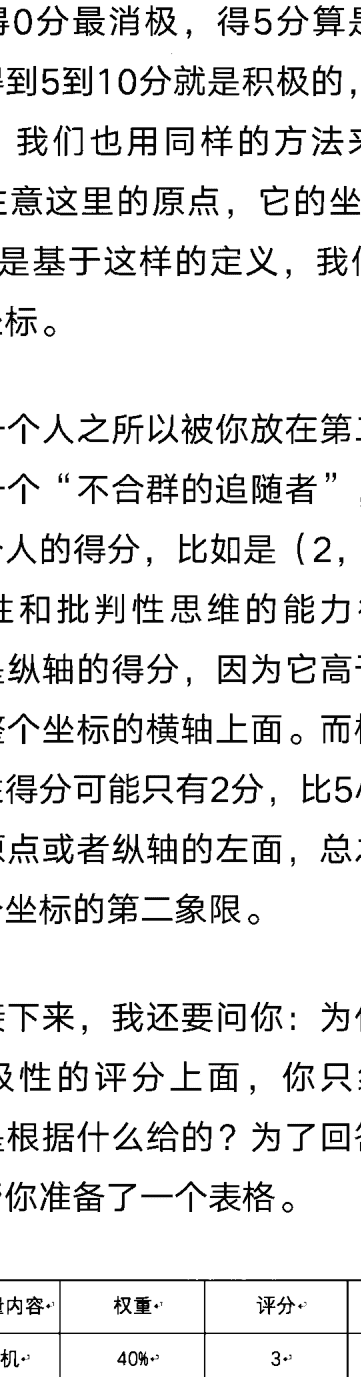 得0分最消极，得5分算是
得到5到10分就是积极的，
我们也用同样的方法来
注意这里的原点，它的坐
是基于这样的定义，我们
坐标。
一个人之所以被你放在第二
一个“不合群的追随者”，
个人的得分，比如是（2，
性和批判性思维的能力
是纵轴的得分，因为它高于
整个坐标的横轴上面。而横
性得分可能只有2分，比5小
原点或者纵轴的左面，总之
个坐标的第二象限。
接下来，我还要问你：为什
极性的评分上面，你只给
是根据什么给的？为了回答
你准备了一个表格。
量内容 权重 评分
机 40% 3